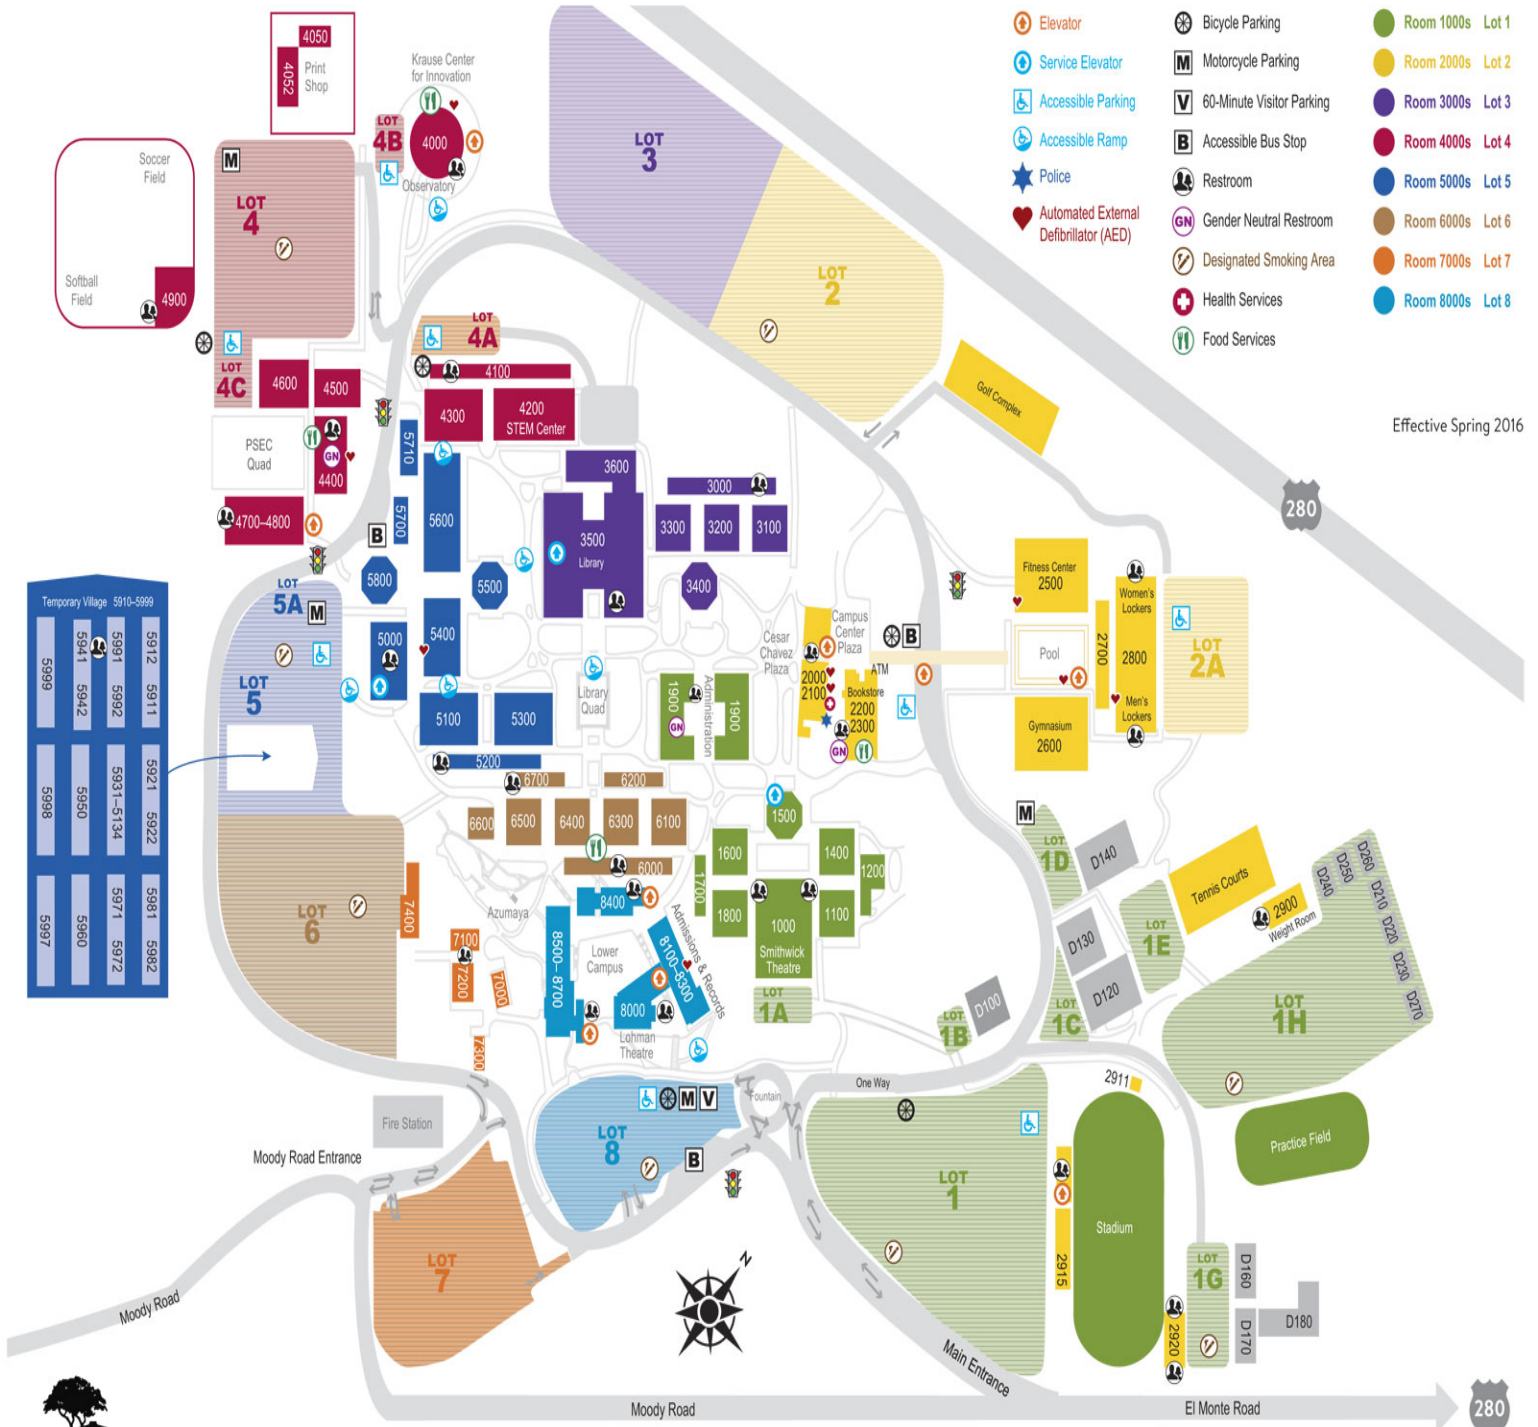 Elevator
Service Elevator
Accessible Parking
Accessible Ramp
Police
Automated External
Defibrillator (AED)
Bicycle Parking
M Motorcycle Parking
V 60-Minute Visitor Parking
B Accessible Bus Stop
Restroom
GN Gender Neutral Restroom
Designated Smoking Area
Health Services
Food Services
Room 1000s Lot 1
Room 2000s Lot 2
Room 3000s Lot 3
Room 4000s Lot 4
Room 5000s Lot 5
Room 6000s Lot 6
Room 7000s Lot 7
Room 8000s Lot 8
Effective Spring 2016
280
4050
4052
Print
Shop
Krause Center
for Innovation
LOT
4B
4000
Observatory
Soccer
Field
Softball
Field
4900
M
LOT
4
LOT
4C
4600
4500
PSEC
Quad
GN
4400
4700–4800
LOT
4A
4100
4300
4200
STEM Center
LOT
3
LOT
2
Golf Complex
5710
5700
5600
B
5800
5500
5000
5400
5100
5300
5200
3600
3500
Library
3000
3300
3200
3100
3400
Library
Quad
1900
GN
Administration
1900
Cesar
Chavez
Plaza
Campus
Center
Plaza
B
ATM
2000
2100
Bookstore
2200
2300
GN
Fitness Center
2500
Pool
Gymnasium
2600
2700
Women's
Lockers
2800
Men's
Lockers
LOT
2A
Temporary Village 5910–5999
5999
5941
5942
5991
5992
5912
5911
5998
5950
5931–5134
5921
5922
5997
5960
5971
5972
5981
5982
LOT
5A
M
LOT
5
LOT
6
6700
6200
6600
6500
6400
6300
6100
6000
Azumaya
7400
7100
7200
7000
7300
8400
8500–8700
Lower
Campus
8100–8300
Admissions & Records
8000
Lohman
Theatre
1500
1600
1400
1700
1200
1800
1000
Smithwick
Theatre
1100
LOT
1A
LOT
1B
D100
M
LOT
1D
D140
D130
D120
LOT
1C
LOT
1E
Tennis Courts
2900
Weight Room
D260
D250
D240
D210
D220
D230
D270
LOT
1H
Practice Field
2911
One Way
Fountain
Fire Station
Moody Road Entrance
Moody Road
LOT
7
M
V
LOT
8
B
N
LOT
1
2915
Stadium
2920
LOT
1G
D160
D170
D180
Main Entrance
Moody Road
El Monte Road
280